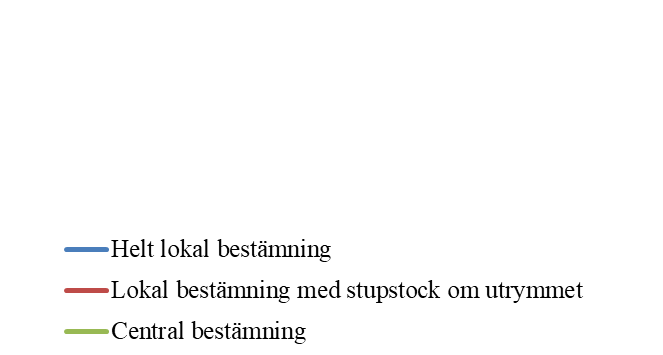 Helt lokal bestämning
Lokal bestämning med stupstock om utrymmet
Central bestämning